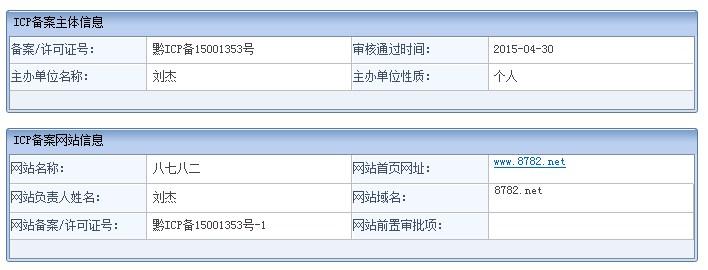 ICP备案主体信息
备案/许可证号： 黔ICP备15001353号 审核通过时间： 2015-04-30
主办单位名称： 刘杰 主办单位性质： 个人
ICP备案网站信息
网站名称： 八七八二 网站首页网址： www.8782.net
网站负责人姓名： 刘杰 网站域名： 8782.net
网站备案/许可证号： 黔ICP备15001353号-1 网站前置审批项：